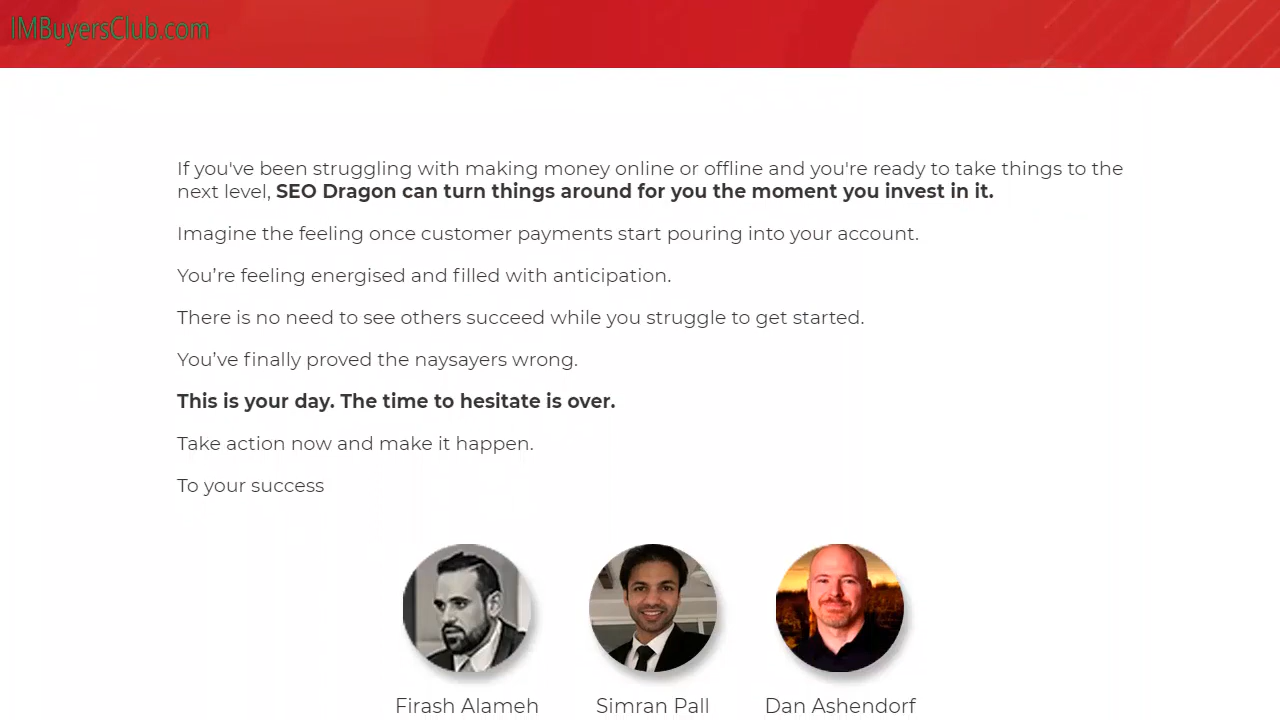 IMBuyersClub.com
If you've been struggling with making money online or offline and you're ready to take things to the
next level, SEO Dragon can turn things around for you the moment you invest in it.
Imagine the feeling once customer payments start pouring into your account.
You’re feeling energised and filled with anticipation.
There is no need to see others succeed while you struggle to get started.
You’ve finally proved the naysayers wrong.
This is your day. The time to hesitate is over.
Take action now and make it happen.
To your success
Firash Alameh Simran Pall Dan Ashendorf